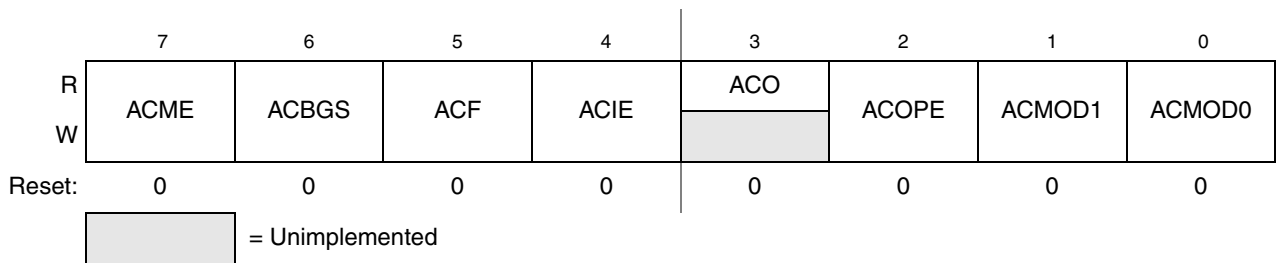 7 6 5 4 3 2 1 0
R ACME ACBGS ACF ACIE ACO ACOPE ACMOD1 ACMOD0
W
Reset: 0 0 0 0 0 0 0 0
= Unimplemented